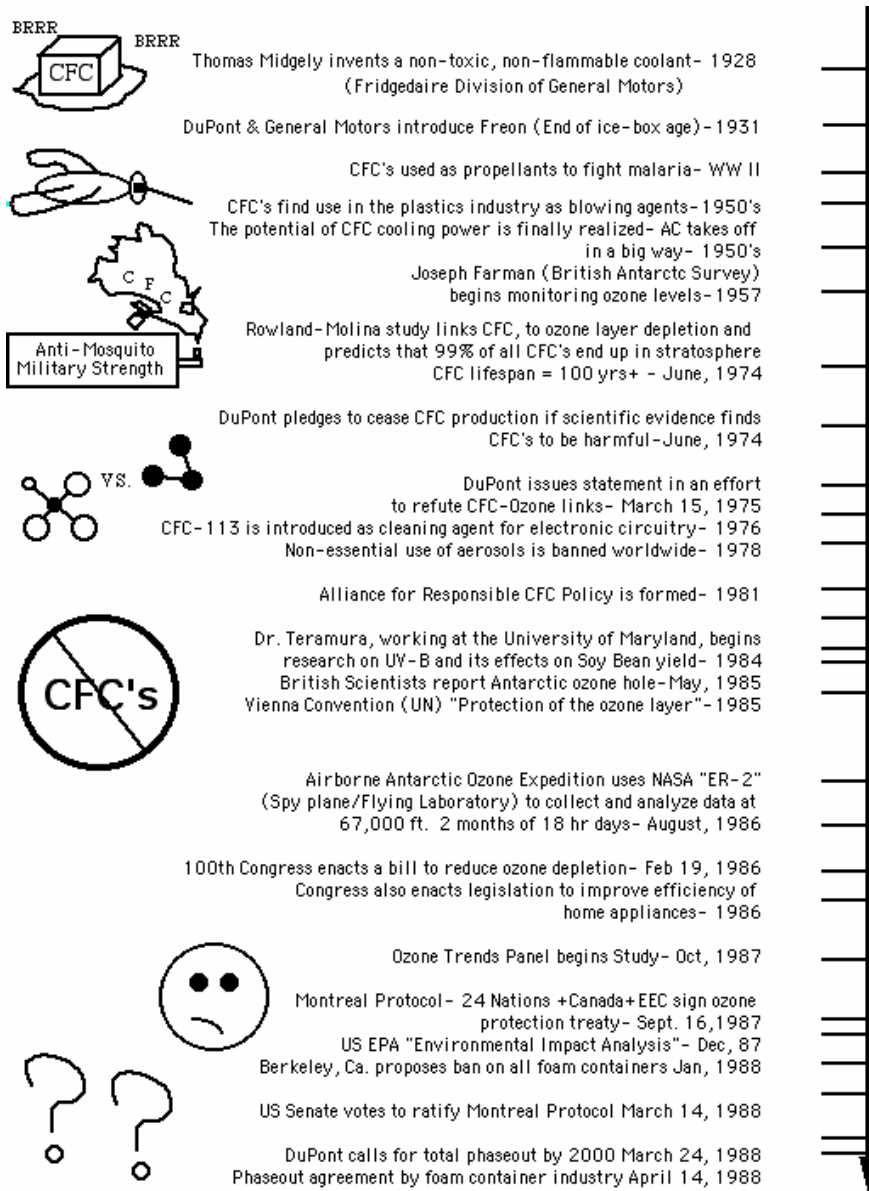 BRRR
BRRR
CFC
Thomas Midgely invents a non-toxic, non-flammable coolant- 1928
(Fridgedaire Division of General Motors)
DuPont & General Motors introduce Freon (End of ice-box age)-1931
CFC's used as propellants to fight malaria- WW II
CFC's find use in the plastics industry as blowing agents-1950's
The potential of CFC cooling power is finally realized- AC takes off
in a big way- 1950's
C F C
Joseph Farman (British Antarctc Survey)
begins monitoring ozone levels-1957
Anti-Mosquito
Military Strength
Rowland-Molina study links CFC, to ozone layer depletion and
predicts that 99% of all CFC's end up in stratosphere
CFC lifespan = 100 yrs+ - June, 1974
DuPont pledges to cease CFC production if scientific evidence finds
CFC's to be harmful-June, 1974
VS.
DuPont issues statement in an effort
to refute CFC-Ozone links- March 15, 1975
CFC-113 is introduced as cleaning agent for electronic circuitry- 1976
Non-essential use of aerosols is banned worldwide- 1978
Alliance for Responsible CFC Policy is formed- 1981
CFC's
Dr. Teramura, working at the University of Maryland, begins
research on UV-B and its effects on Soy Bean yield- 1984
British Scientists report Antarctic ozone hole-May, 1985
Vienna Convention (UN) "Protection of the ozone layer"-1985
Airborne Antarctic Ozone Expedition uses NASA "ER-2"
(Spy plane/Flying Laboratory) to collect and analyze data at
67,000 ft. 2 months of 18 hr days- August, 1986
100th Congress enacts a bill to reduce ozone depletion- Feb 19, 1986
Congress also enacts legislation to improve efficiency of
home appliances- 1986
Ozone Trends Panel begins Study- Oct, 1987
Montreal Protocol- 24 Nations +Canada+EEC sign ozone
protection treaty- Sept. 16,1987
US EPA "Environmental Impact Analysis"- Dec, 87
Berkeley, Ca. proposes ban on all foam containers Jan, 1988
US Senate votes to ratify Montreal Protocol March 14, 1988
DuPont calls for total phaseout by 2000 March 24, 1988
Phaseout agreement by foam container industry April 14, 1988